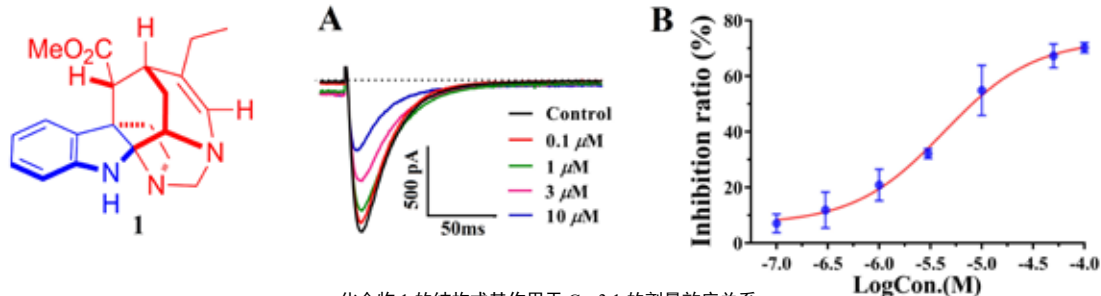 H
MeO₂C
H
H
N
N
N
H
1
A
Control
0.1 μM
1 μM
3 μM
10 μM
500 pA
50ms
B
Inhibition ratio (%)
80
60
40
20
0
-7.0 -6.5 -6.0 -5.5 -5.0 -4.5 -4.0
LogCon.(M)